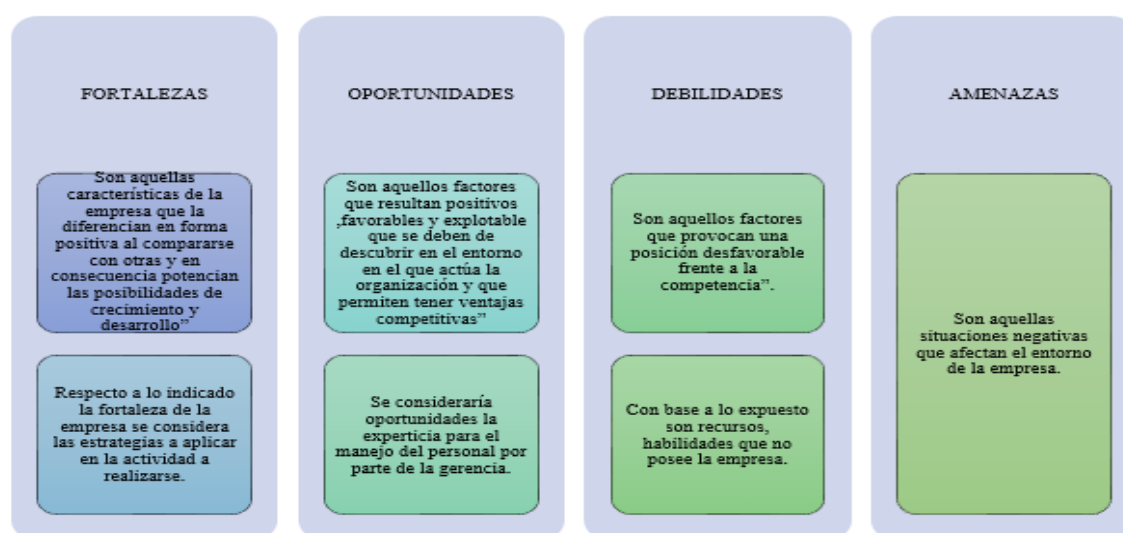 FORTALEZAS
Son aquellas
características de la
empresa que la
diferencian en forma
positiva al compararse
con otras y en
consecuencia potencian
las posibilidades de
crecimiento y
desarrollo”
Respecto a lo indicado
la fortaleza de la
empresa se considera
las estrategias a aplicar
en la actividad a
realizarse.
OPORTUNIDADES
Son aquellos factores
que resultan positivos
,favorables y explotable
que se deben de
descubrir en el entorno
en el que actúa la
organización y que
permiten tener ventajas
competitivas”
Se consideraría
oportunidades la
experticia para el
manejo del personal por
parte de la gerencia.
DEBILIDADES
Son aquellos factores
que provocan una
posición desfavorable
frente a la
competencia”.
Con base a lo expuesto
son recursos,
habilidades que no
posee la empresa.
AMENAZAS
Son aquellas
situaciones negativas
que afectan el entorno
de la empresa.